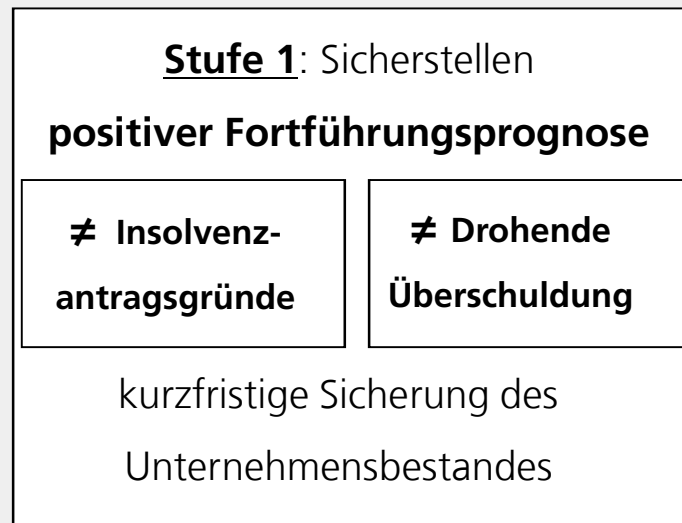 Stufe 1: Sicherstellen
positiver Fortführungsprognose
≠ Insolvenz-
antragsgründe
≠ Drohende
Überschuldung
kurzfristige Sicherung des
Unternehmensbestandes